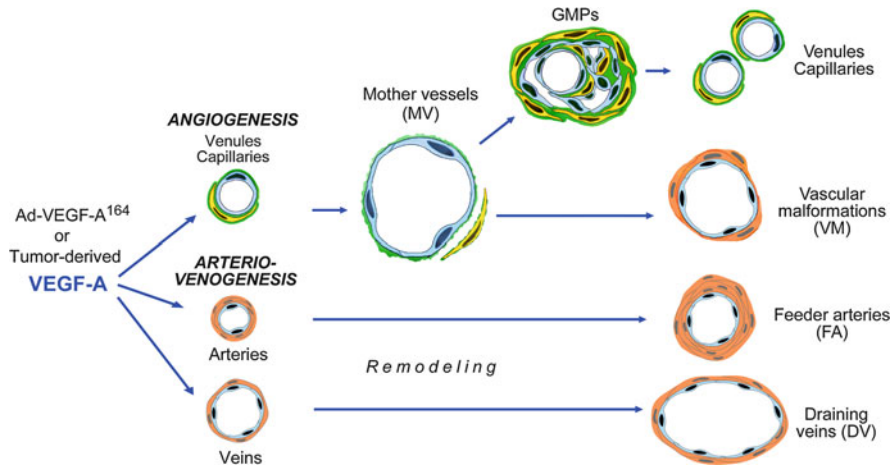 GMPs
Venules
Capillaries
Mother vessels
(MV)
ANGIOGENESIS
Venules
Capillaries
Ad-VEGF-A¹⁶⁴
or
Tumor-derived
VEGF-A
Vascular
malformations
(VM)
ARTERIO-
VENOGENESIS
Arteries
Feeder arteries
(FA)
Remodeling
Veins
Draining
veins (DV)